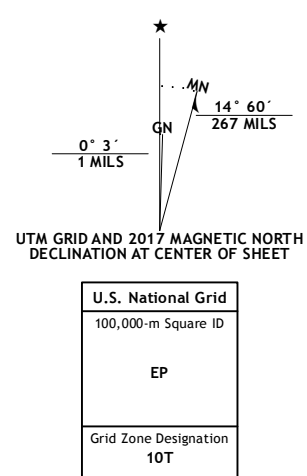 ★
MN
GN
14° 60´
267 MILS
0° 3´
1 MILS
UTM GRID AND 2017 MAGNETIC NORTH
DECLINATION AT CENTER OF SHEET
U.S. National Grid
100,000-m Square ID
EP
Grid Zone Designation
10T